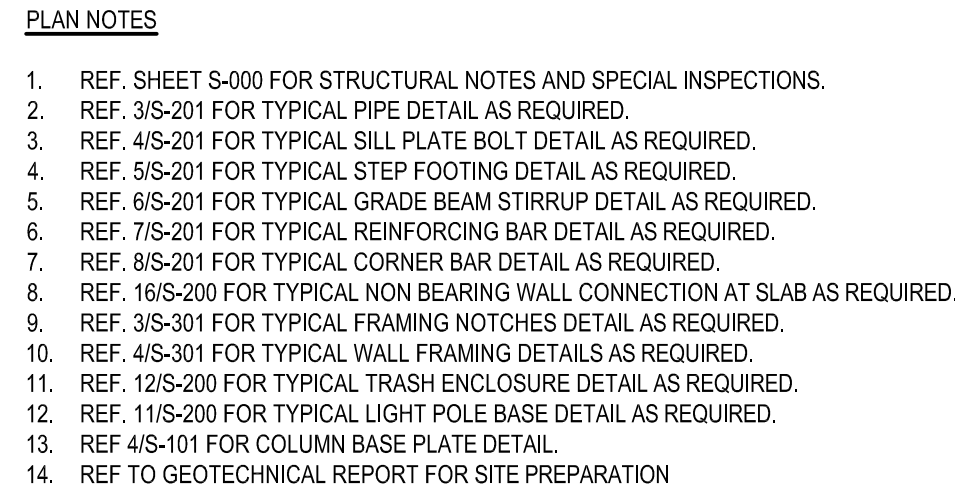 PLAN NOTES
1. REF. SHEET S-000 FOR STRUCTURAL NOTES AND SPECIAL INSPECTIONS.
2. REF. 3/S-201 FOR TYPICAL PIPE DETAIL AS REQUIRED.
3. REF. 4/S-201 FOR TYPICAL SILL PLATE BOLT DETAIL AS REQUIRED.
4. REF. 5/S-201 FOR TYPICAL STEP FOOTING DETAIL AS REQUIRED.
5. REF. 6/S-201 FOR TYPICAL GRADE BEAM STIRRUP DETAIL AS REQUIRED.
6. REF. 7/S-201 FOR TYPICAL REINFORCING BAR DETAIL AS REQUIRED.
7. REF. 8/S-201 FOR TYPICAL CORNER BAR DETAIL AS REQUIRED.
8. REF. 16/S-200 FOR TYPICAL NON BEARING WALL CONNECTION AT SLAB AS REQUIRED.
9. REF. 3/S-301 FOR TYPICAL FRAMING NOTCHES DETAIL AS REQUIRED.
10. REF. 4/S-301 FOR TYPICAL WALL FRAMING DETAILS AS REQUIRED.
11. REF. 12/S-200 FOR TYPICAL TRASH ENCLOSURE DETAIL AS REQUIRED.
12. REF. 11/S-200 FOR TYPICAL LIGHT POLE BASE DETAIL AS REQUIRED.
13. REF 4/S-101 FOR COLUMN BASE PLATE DETAIL.
14. REF TO GEOTECHNICAL REPORT FOR SITE PREPARATION